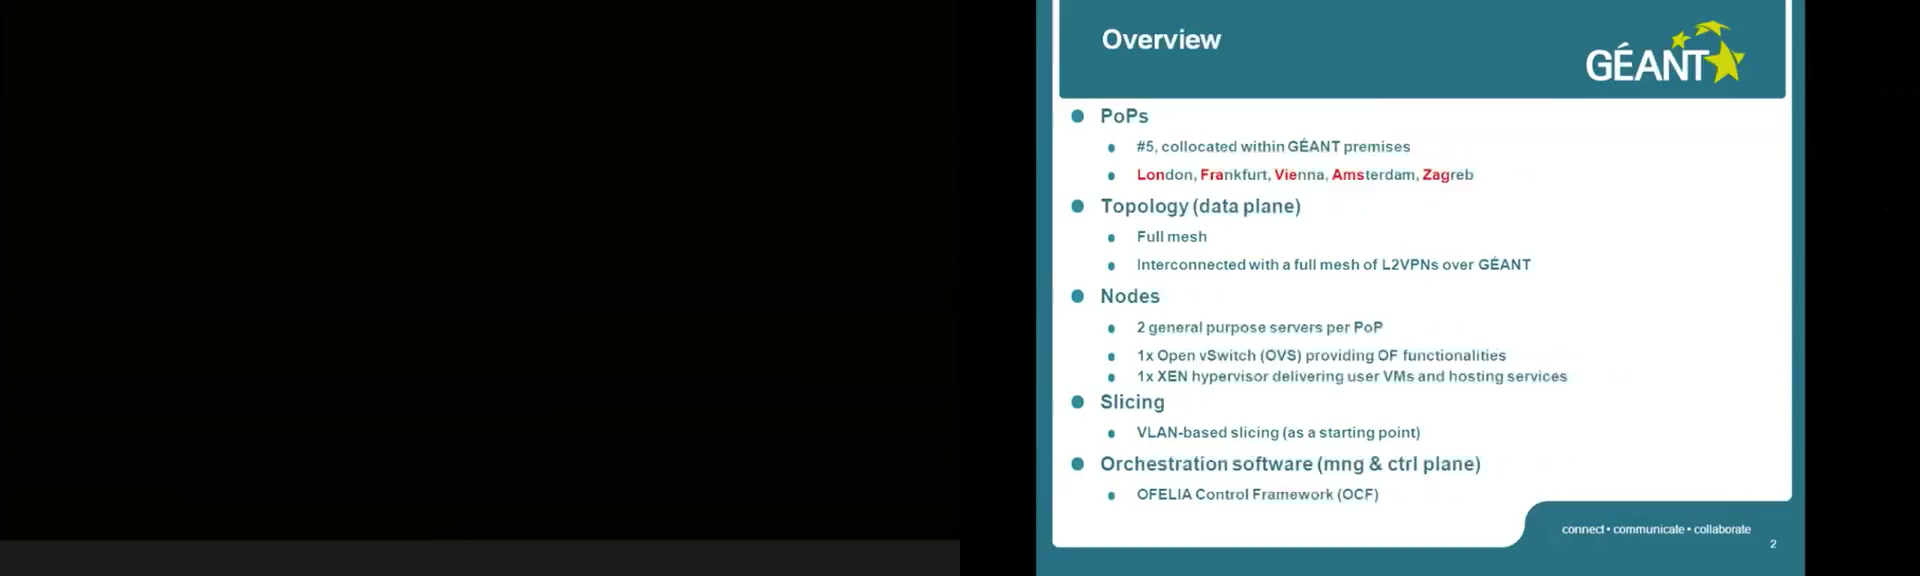 Overview
GÉANT
PoPs
#5, collocated within GÉANT premises
London, Frankfurt, Vienna, Amsterdam, Zagreb
Topology (data plane)
Full mesh
Interconnected with a full mesh of L2VPNs over GÉANT
Nodes
2 general purpose servers per PoP
1x Open vSwitch (OVS) providing OF functionalities
1x XEN hypervisor delivering user VMs and hosting services
Slicing
VLAN-based slicing (as a starting point)
Orchestration software (mng & ctrl plane)
OFELIA Control Framework (OCF)
connect • communicate • collaborate
2